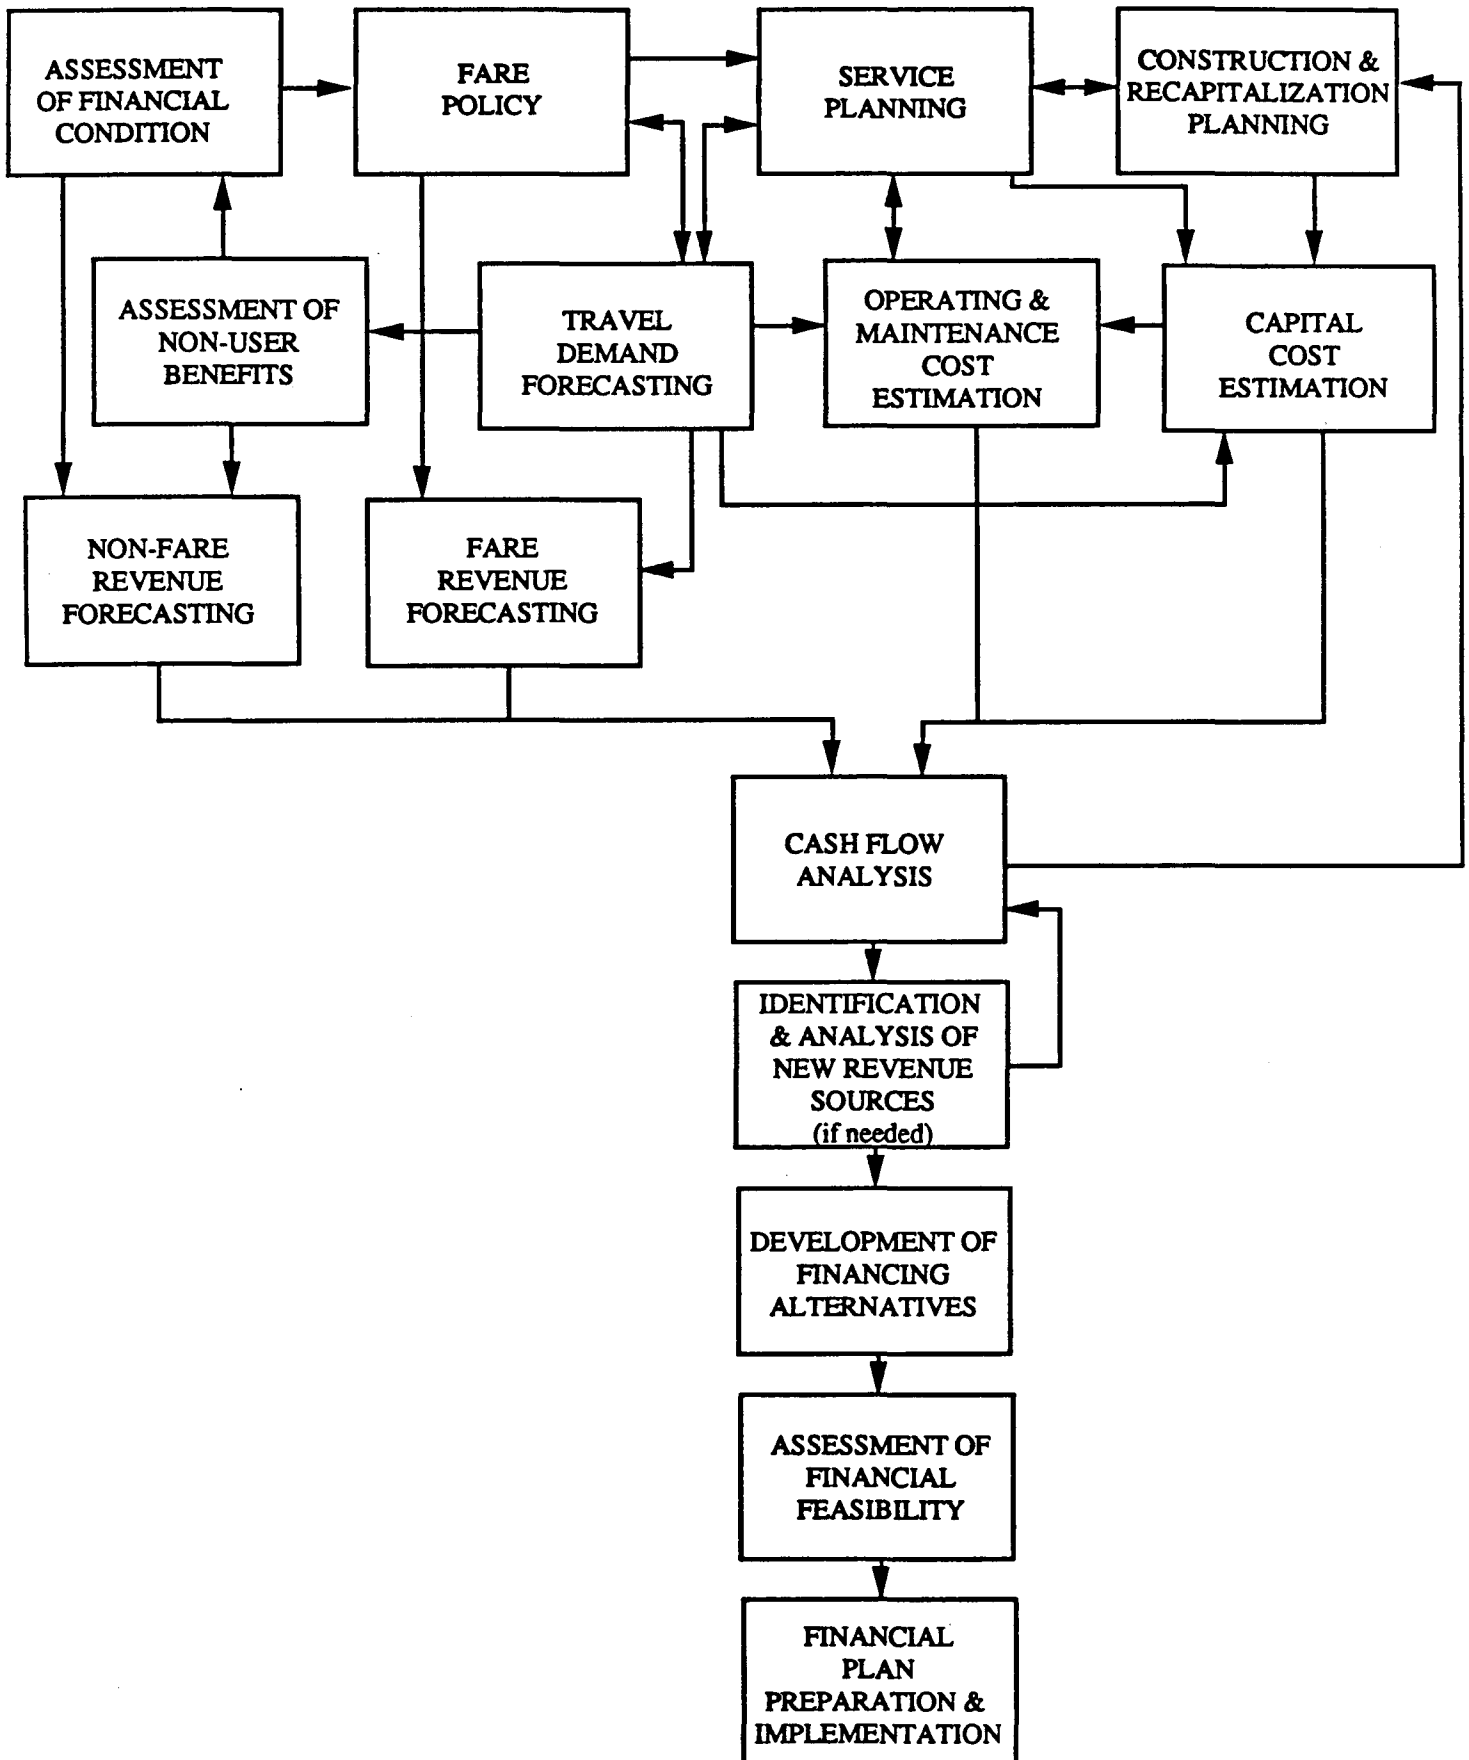 ASSESSMENT
OF FINANCIAL
CONDITION
FARE
POLICY
SERVICE
PLANNING
CONSTRUCTION &
RECAPITALIZATION
PLANNING
ASSESSMENT OF
NON-USER
BENEFITS
TRAVEL
DEMAND
FORECASTING
OPERATING &
MAINTENANCE
COST
ESTIMATION
CAPITAL
COST
ESTIMATION
NON-FARE
REVENUE
FORECASTING
FARE
REVENUE
FORECASTING
CASH FLOW
ANALYSIS
IDENTIFICATION
& ANALYSIS OF
NEW REVENUE
SOURCES
(if needed)
DEVELOPMENT OF
FINANCING
ALTERNATIVES
ASSESSMENT OF
FINANCIAL
FEASIBILITY
FINANCIAL
PLAN
PREPARATION &
IMPLEMENTATION